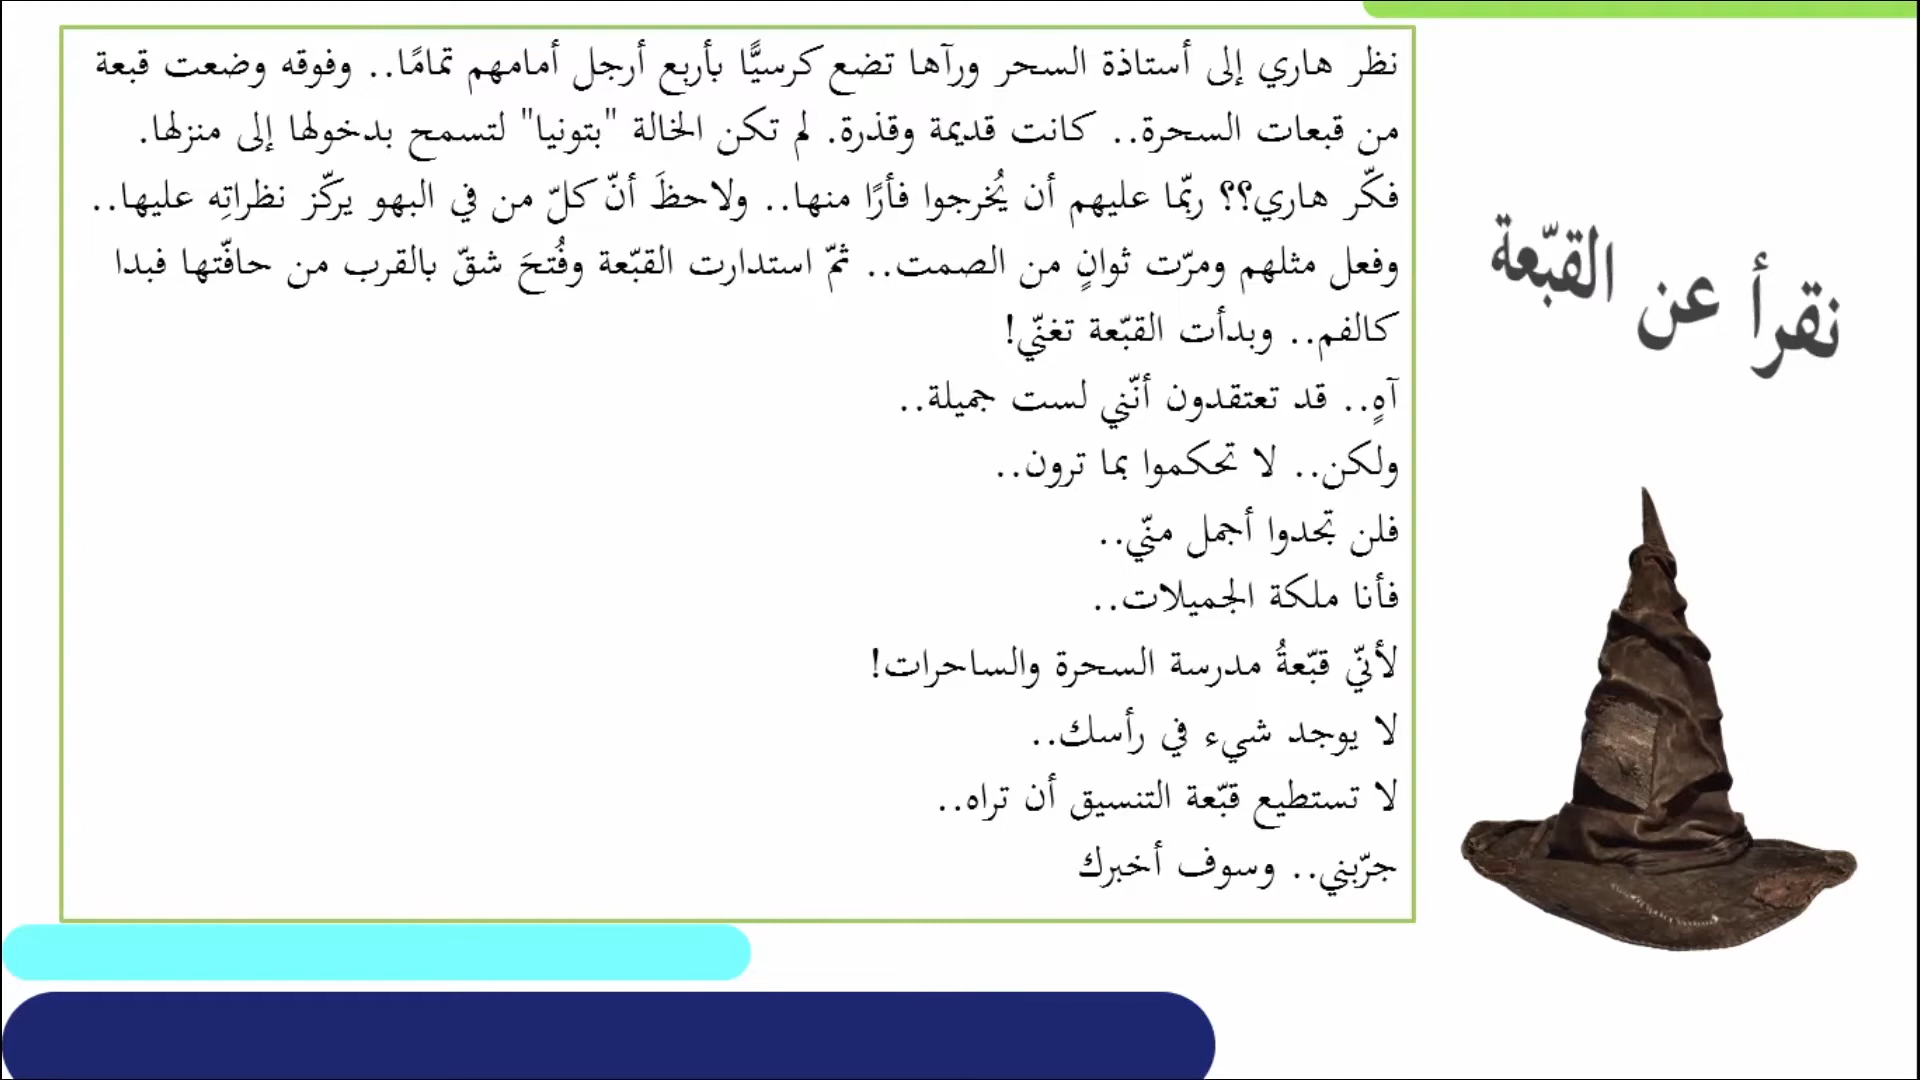 نظر هاري إلى أستاذة السحر ورآها تضع كرسيًّا بأربع أرجل أمامهم تمامًا.. وفوقه وضعت قبعة
من قبعات السحرة.. كانت قديمة وقذرة. لم تكن الخالة "بتونيا" لتسمح بدخولها إلى منزلها.
فكّر هاري؟؟ ربّما عليهم أن يُخرجوا فأرًا منها.. ولاحظَ أنّ كلّ من في البهو يركّز نظراتِه عليها..
وفعل مثلهم ومرّت ثوانٍ من الصمت.. ثمّ استدارت القبّعة وفُتحَ شقّ بالقرب من حافّتها فبدا
كالفم.. وبدأت القبّعة تغنّي!
آهٍ.. قد تعتقدون أنّني لست جميلة..
ولكن.. لا تحكموا بما ترون..
فلن تجدوا أجمل منّي..
فأنا ملكة الجميلات..
لأنيّ قبّعةُ مدرسة السحرة والساحرات!
لا يوجد شيء في رأسك..
لا تستطيع قبّعة التنسيق أن تراه..
جرّبني.. وسوف أخبرك
نقرأ عن القبّعة